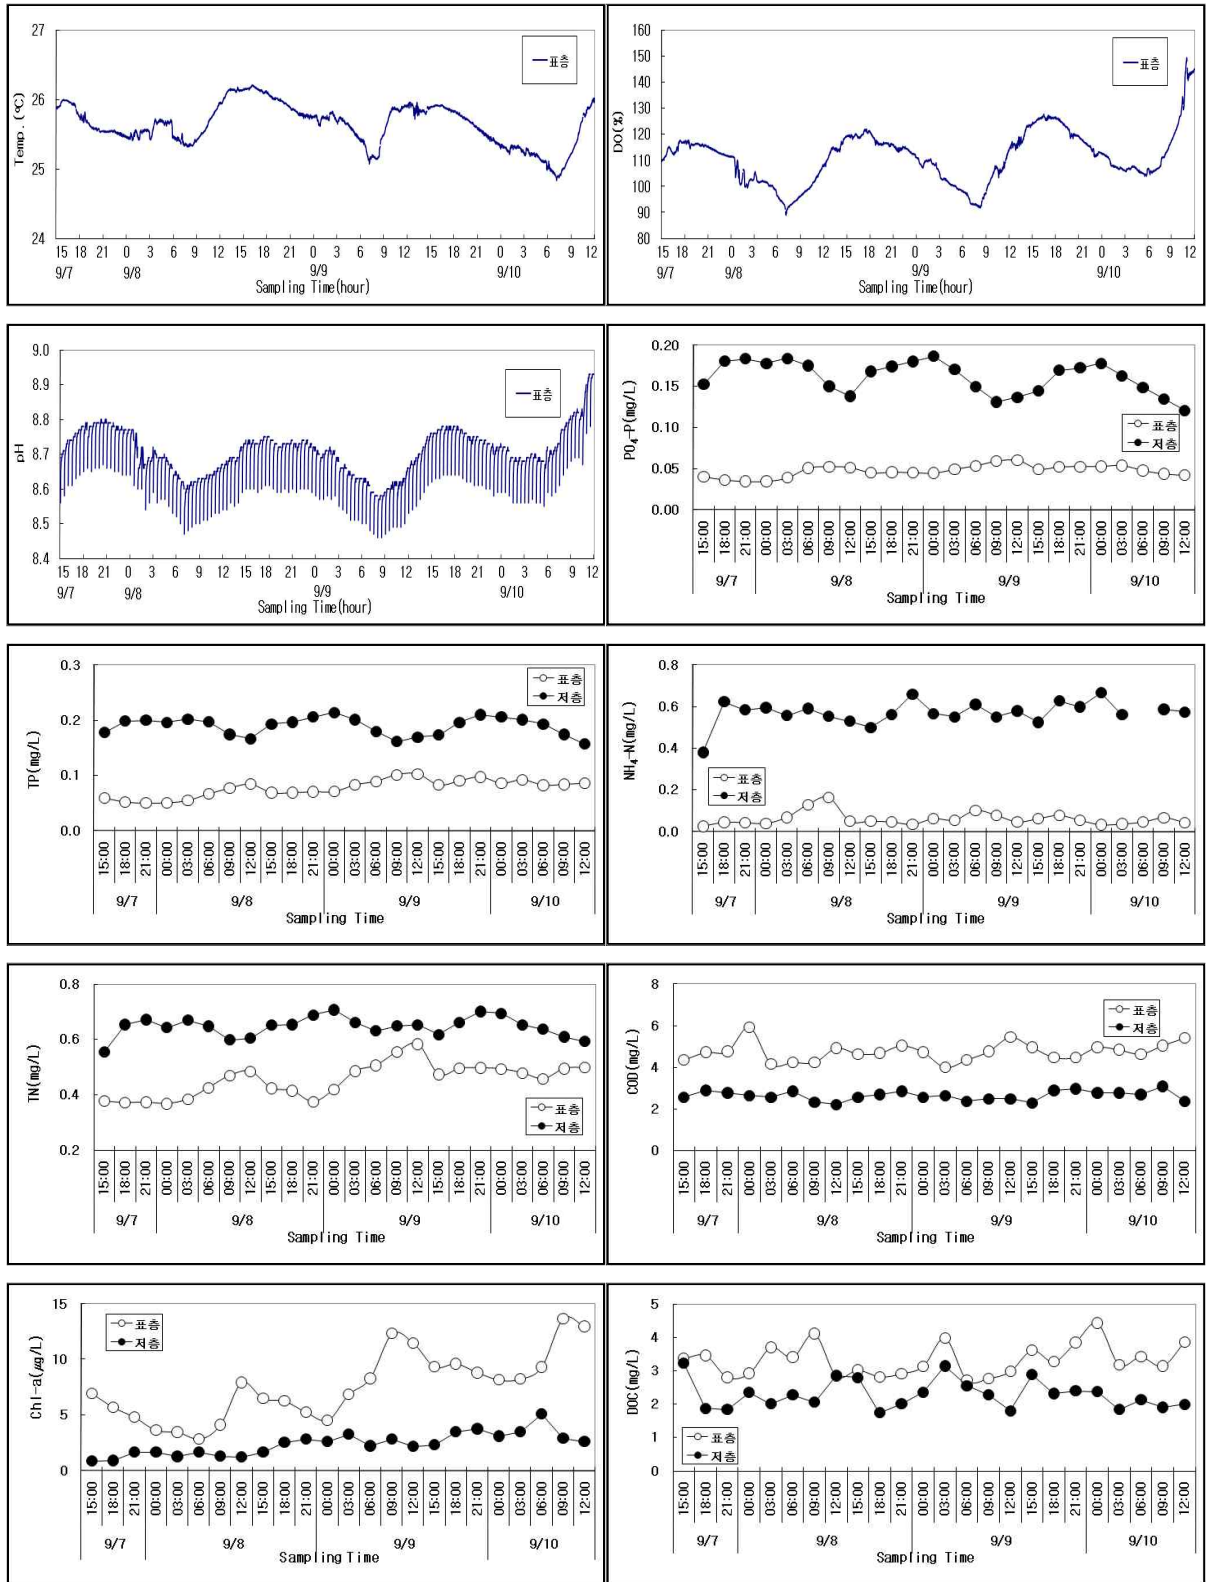 27
26
25
24
Temp.(℃)
표층
15 18 21 0 3 6 9 12 15 18 21 0 3 6 9 12 15 18 21 0 3 6 9 12
9/7 9/8 9/9 9/10
Sampling Time(hour)
160
150
140
130
120
110
100
90
80
DO(%)
표층
15 18 21 0 3 6 9 12 15 18 21 0 3 6 9 12 15 18 21 0 3 6 9 12
9/7 9/8 9/9 9/10
Sampling Time(hour)
9.0
8.9
8.8
8.7
8.6
8.5
8.4
pH
표층
15 18 21 0 3 6 9 12 15 18 21 0 3 6 9 12 15 18 21 0 3 6 9 12
9/7 9/8 9/9 9/10
Sampling Time(hour)
0.20
0.15
0.10
0.05
0.00
PO₄-P(mg/L)
표층
저층
15:00 18:00 21:00 00:00 03:00 06:00 09:00 12:00 15:00 18:00 21:00 00:00 03:00 06:00 09:00 12:00 15:00 18:00 21:00 00:00 03:00 06:00 09:00 12:00
9/7 9/8 9/9 9/10
Sampling Time
0.3
0.2
0.1
0.0
TP(mg/L)
표층
저층
15:00 18:00 21:00 00:00 03:00 06:00 09:00 12:00 15:00 18:00 21:00 00:00 03:00 06:00 09:00 12:00 15:00 18:00 21:00 00:00 03:00 06:00 09:00 12:00
9/7 9/8 9/9 9/10
Sampling Time
0.8
0.6
0.4
0.2
0.0
NH₄-N(mg/L)
표층
저층
15:00 18:00 21:00 00:00 03:00 06:00 09:00 12:00 15:00 18:00 21:00 00:00 03:00 06:00 09:00 12:00 15:00 18:00 21:00 00:00 03:00 06:00 09:00 12:00
9/7 9/8 9/9 9/10
Sampling Time
0.8
0.6
0.4
0.2
TN(mg/L)
표층
저층
15:00 18:00 21:00 00:00 03:00 06:00 09:00 12:00 15:00 18:00 21:00 00:00 03:00 06:00 09:00 12:00 15:00 18:00 21:00 00:00 03:00 06:00 09:00 12:00
9/7 9/8 9/9 9/10
Sampling Time
8
6
4
2
0
COD(mg/L)
표층
저층
15:00 18:00 21:00 00:00 03:00 06:00 09:00 12:00 15:00 18:00 21:00 00:00 03:00 06:00 09:00 12:00 15:00 18:00 21:00 00:00 03:00 06:00 09:00 12:00
9/7 9/8 9/9 9/10
Sampling Time
15
10
5
0
Chl-a(㎍/L)
표층
저층
15:00 18:00 21:00 00:00 03:00 06:00 09:00 12:00 15:00 18:00 21:00 00:00 03:00 06:00 09:00 12:00 15:00 18:00 21:00 00:00 03:00 06:00 09:00 12:00
9/7 9/8 9/9 9/10
Sampling Time
5
4
3
2
1
0
DOC(mg/L)
표층
저층
15:00 18:00 21:00 00:00 03:00 06:00 09:00 12:00 15:00 18:00 21:00 00:00 03:00 06:00 09:00 12:00 15:00 18:00 21:00 00:00 03:00 06:00 09:00 12:00
9/7 9/8 9/9 9/10
Sampling Time